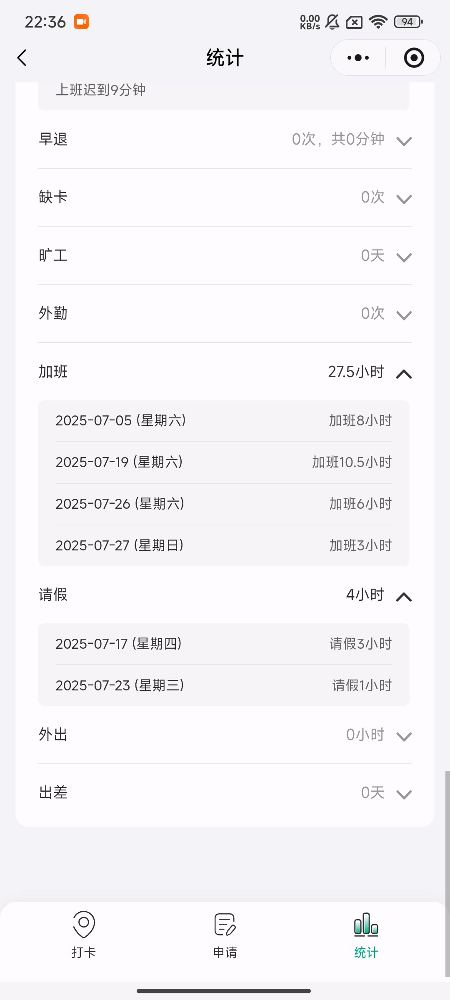 22:36
0.00
KB/s
94
统计
上班迟到9分钟
早退 0次，共0分钟
缺卡 0次
旷工 0天
外勤 0次
加班 27.5小时
2025-07-05 (星期六) 加班8小时
2025-07-19 (星期六) 加班10.5小时
2025-07-26 (星期六) 加班6小时
2025-07-27 (星期日) 加班3小时
请假 4小时
2025-07-17 (星期四) 请假3小时
2025-07-23 (星期三) 请假1小时
外出 0小时
出差 0天
打卡 申请 统计